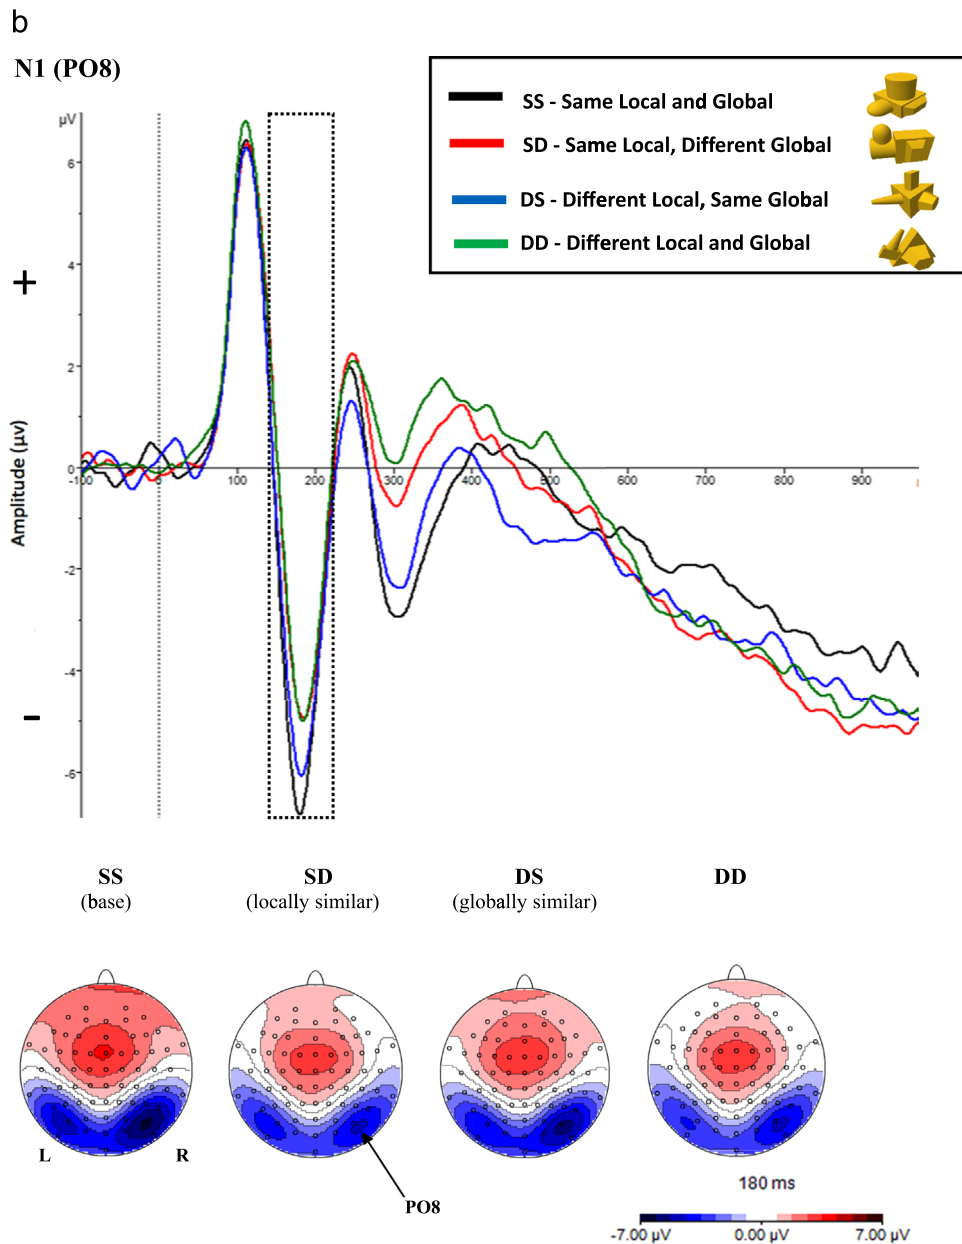 b
N1 (PO8)
µV
SS - Same Local and Global
SD - Same Local, Different Global
DS - Different Local, Same Global
DD - Different Local and Global
6
4
2
0
-2
-4
-6
+
-
Amplitude (µv)
-100 0 100 200 300 400 500 600 700 800 900
SS SD DS DD
(base) (locally similar) (globally similar)
L R
PO8
180 ms
-7.00 µV 0.00 µV 7.00 µV